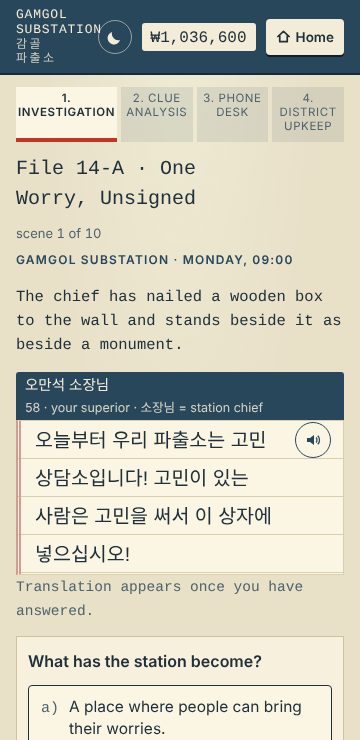 GAMGOL
SUBSTATION
감골
파출소
₩1,036,600
Home
1.
INVESTIGATION
2. CLUE
ANALYSIS
3. PHONE
DESK
4.
DISTRICT
UPKEEP
File 14-A · One
Worry, Unsigned
scene 1 of 10
GAMGOL SUBSTATION · MONDAY, 09:00
The chief has nailed a wooden box
to the wall and stands beside it as
beside a monument.
오만석 소장님
58 · your superior · 소장님 = station chief
오늘부터 우리 파출소는 고민
상담소입니다! 고민이 있는
사람은 고민을 써서 이 상자에
넣으십시오!
Translation appears once you have
answered.
What has the station become?
a) A place where people can bring
their worries.